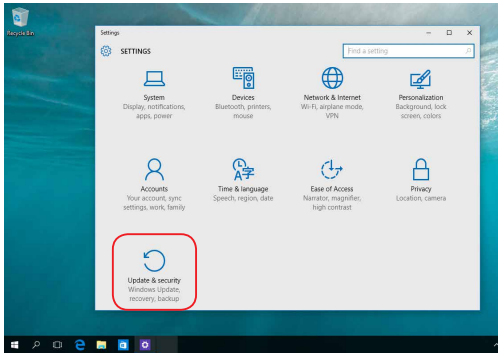 Recycle Bin
Settings
SETTINGS
Find a setting
System
Display, notifications,
apps, power
Devices
Bluetooth, printers,
mouse
Network & Internet
Wi-Fi, airplane mode,
VPN
Personalization
Background, lock
screen, colors
Accounts
Your account, sync
settings, work, family
Time & language
Speech, region, date
Ease of Access
Narrator, magnifier,
high contrast
Privacy
Location, camera
Update & security
Windows Update,
recovery, backup